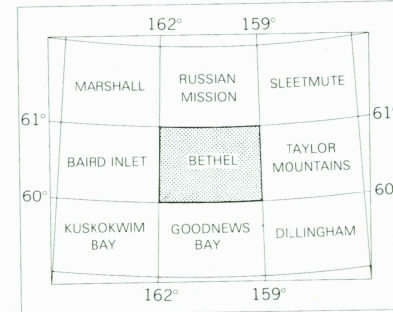 162° 159°
MARSHALL RUSSIAN MISSION SLEETMUTE
61° 61°
BAIRD INLET BETHEL TAYLOR MOUNTAINS
60° 60°
KUSKOKWIM BAY GOODNEWS BAY DILLINGHAM
162° 159°